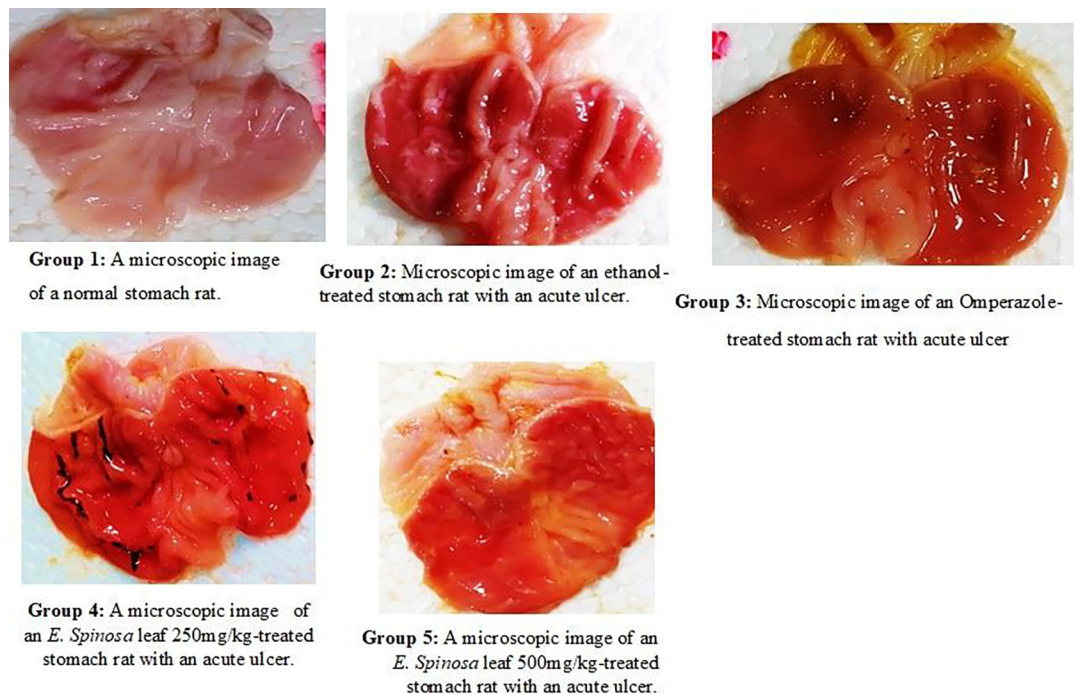 Group 1: A microscopic image
of a normal stomach rat.
Group 2: Microscopic image of an ethanol-
treated stomach rat with an acute ulcer.
Group 3: Microscopic image of an Omperazole-
treated stomach rat with acute ulcer
Group 4: A microscopic image of
an E. Spinosa leaf 250mg/kg-treated
stomach rat with an acute ulcer.
Group 5: A microscopic image of an
E. Spinosa leaf 500mg/kg-treated
stomach rat with an acute ulcer.